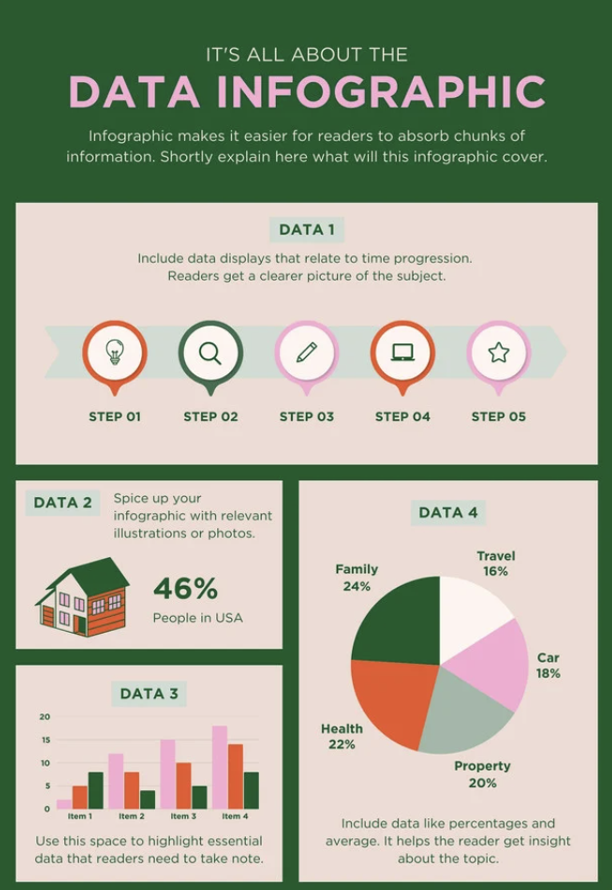 IT'S ALL ABOUT THE
DATA INFOGRAPHIC
Infographic makes it easier for readers to absorb chunks of
information. Shortly explain here what will this infographic cover.
DATA 1
Include data displays that relate to time progression.
Readers get a clearer picture of the subject.
STEP 01
STEP 02
STEP 03
STEP 04
STEP 05
DATA 2
Spice up your
infographic with relevant
illustrations or photos.
46%
People in USA
DATA 3
20
15
10
5
0
Item 1
Item 2
Item 3
Item 4
Use this space to highlight essential
data that readers need to take note.
DATA 4
Travel
16%
Family
24%
Car
18%
Health
22%
Property
20%
Include data like percentages and
average. It helps the reader get insight
about the topic.